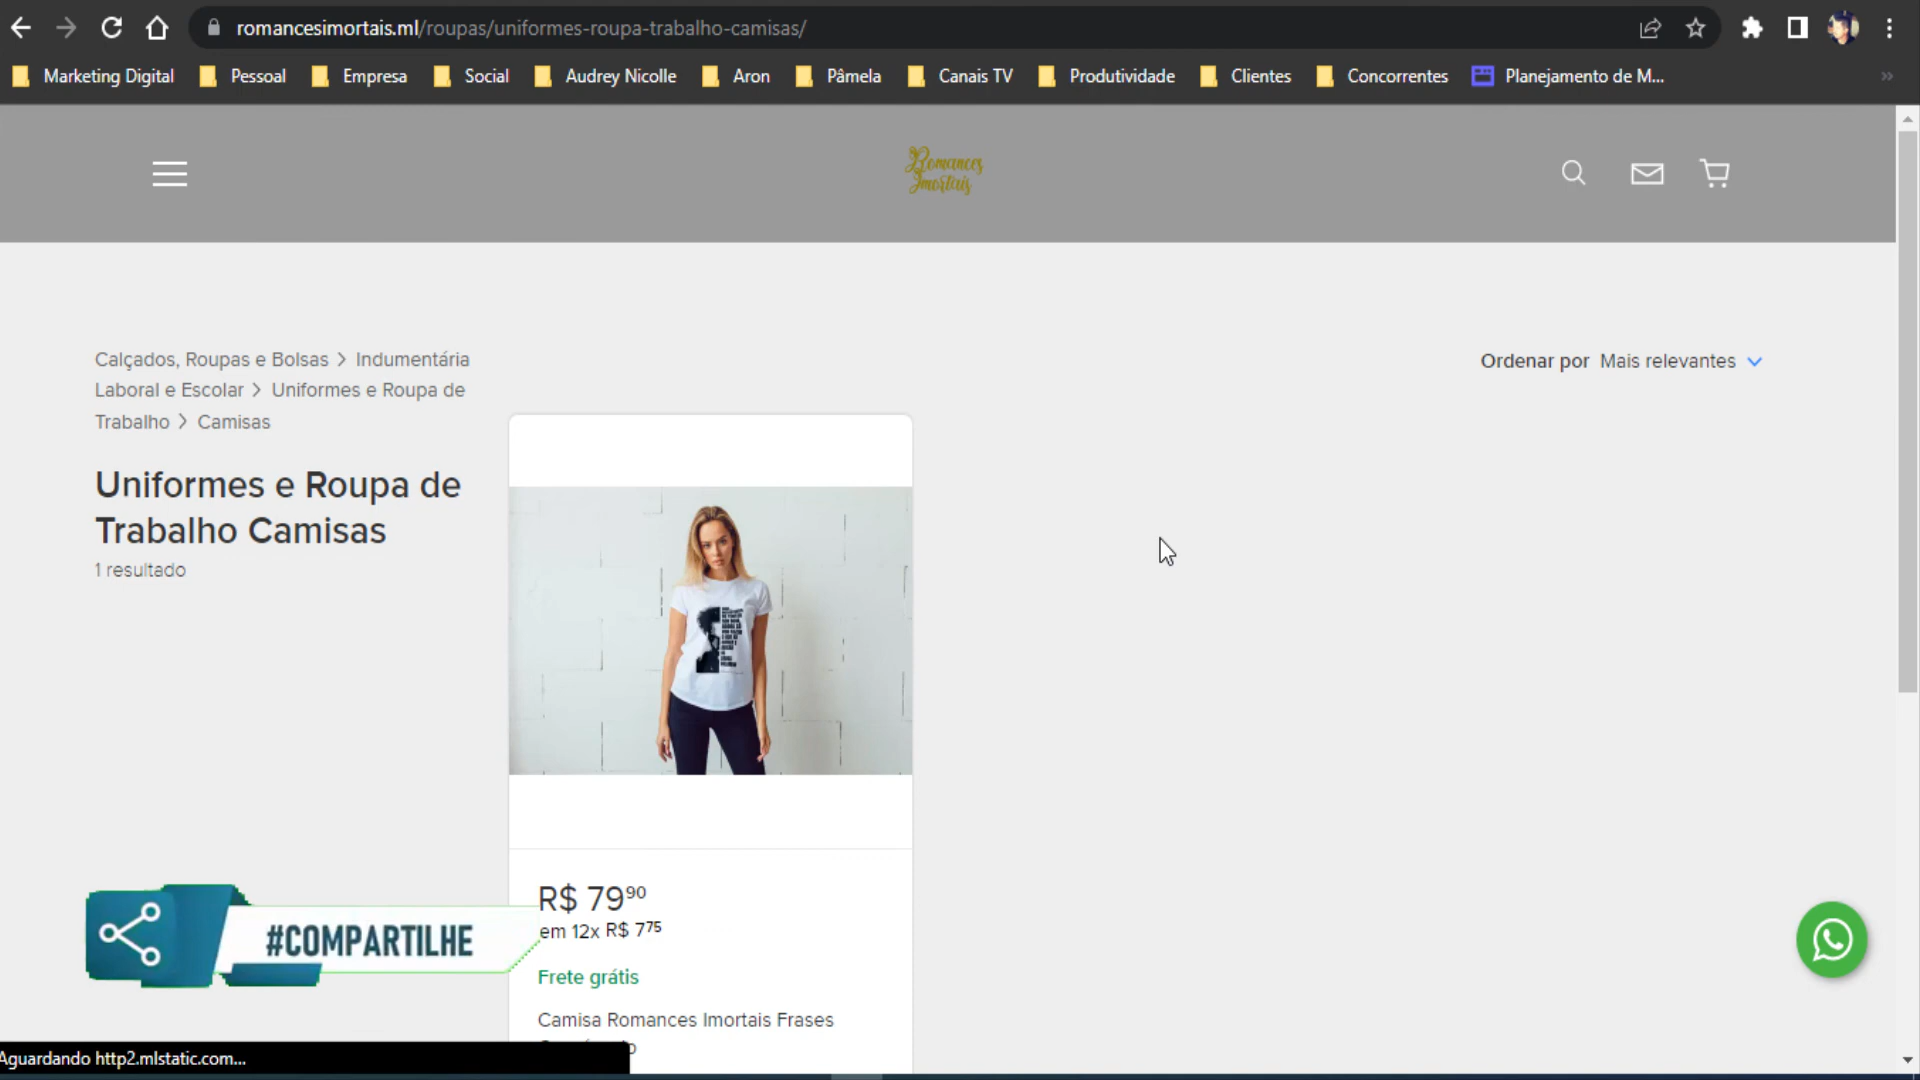 romancesimortais.ml/roupas/uniformes-roupa-trabalho-camisas/
Marketing Digital
Pessoal
Empresa
Social
Audrey Nicolle
Aron
Pâmela
Canais TV
Produtividade
Clientes
Concorrentes
Planejamento de M...
Romances
Imortais
Calçados, Roupas e Bolsas > Indumentária
Laboral e Escolar > Uniformes e Roupa de
Trabalho > Camisas
Ordenar por Mais relevantes
Uniformes e Roupa de
Trabalho Camisas
1 resultado
R$ 79⁹⁰
em 12x R$ 7⁷⁵
Frete grátis
Camisa Romances Imortais Frases
#COMPARTILHE
Aguardando http2.mlstatic.com...